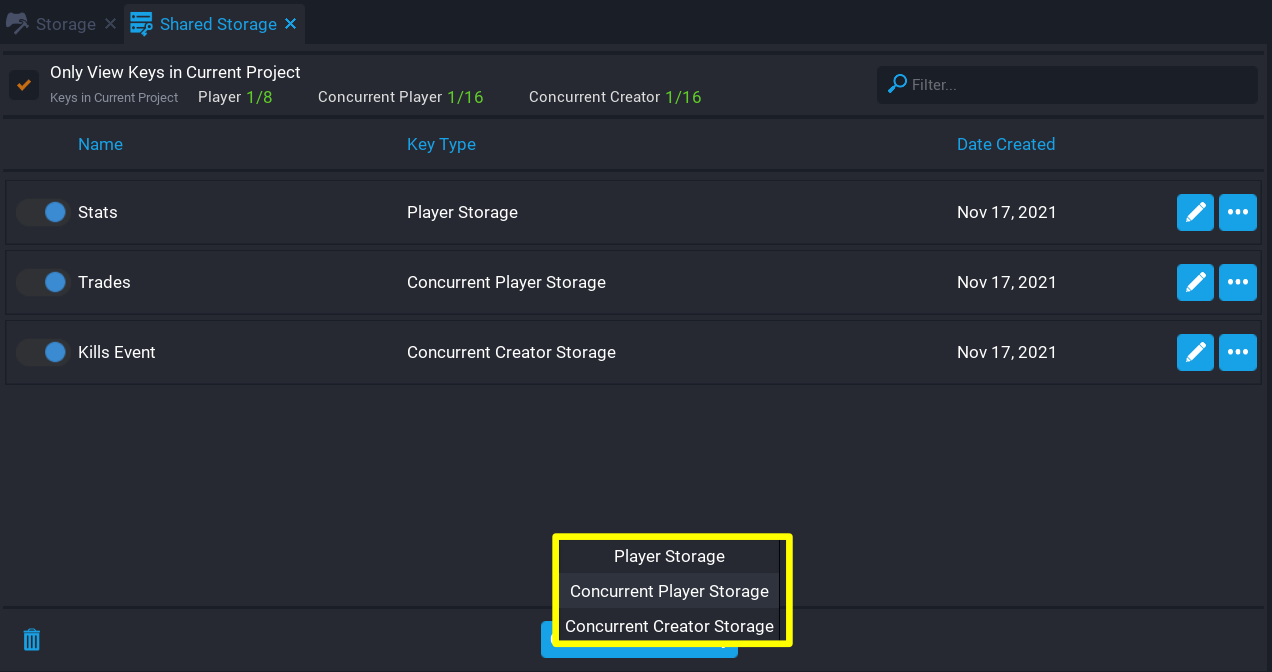 Storage
Shared Storage
Only View Keys in Current Project
Keys in Current Project Player 1/8 Concurrent Player 1/16 Concurrent Creator 1/16
Filter...
Name Key Type Date Created
Stats Player Storage Nov 17, 2021
Trades Concurrent Player Storage Nov 17, 2021
Kills Event Concurrent Creator Storage Nov 17, 2021
Player Storage
Concurrent Player Storage
Concurrent Creator Storage